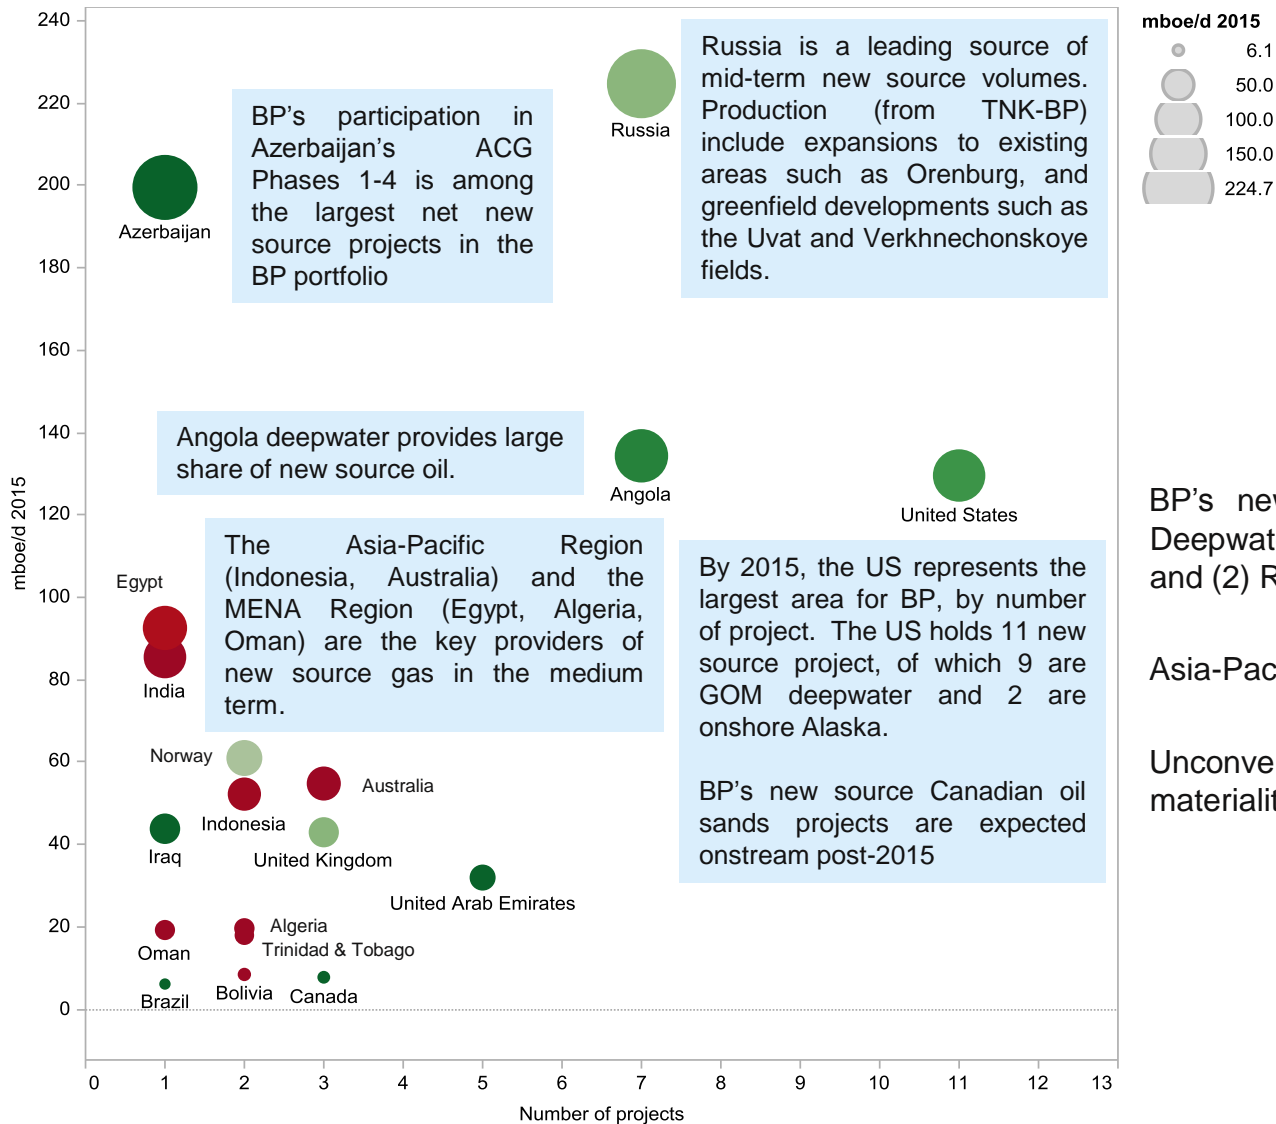 mboe/d 2015
6.1
50.0
100.0
150.0
224.7
240
220
200
180
160
140
120
100
80
60
40
20
0
mboe/d 2015
Russia is a leading source of
mid-term new source volumes.
Production (from TNK-BP)
include expansions to existing
areas such as Orenburg, and
greenfield developments such as
the Uvat and Verkhnechonskoye
fields.
BP's participation in
Azerbaijan's ACG
Phases 1-4 is among
the largest net new
source projects in the
BP portfolio
Russia
Azerbaijan
Angola deepwater provides large
share of new source oil.
Angola
United States
The Asia-Pacific Region
(Indonesia, Australia) and the
MENA Region (Egypt, Algeria,
Oman) are the key providers of
new source gas in the medium
term.
By 2015, the US represents the
largest area for BP, by number
of project. The US holds 11 new
source project, of which 9 are
GOM deepwater and 2 are
onshore Alaska.
BP's new source Canadian oil
sands projects are expected
onstream post-2015
Egypt
India
Norway
Indonesia
Australia
Iraq
United Kingdom
United Arab Emirates
Oman
Algeria
Trinidad & Tobago
Brazil
Bolivia
Canada
0 1 2 3 4 5 6 7 8 9 10 11 12 13
Number of projects
BP's
and (2)